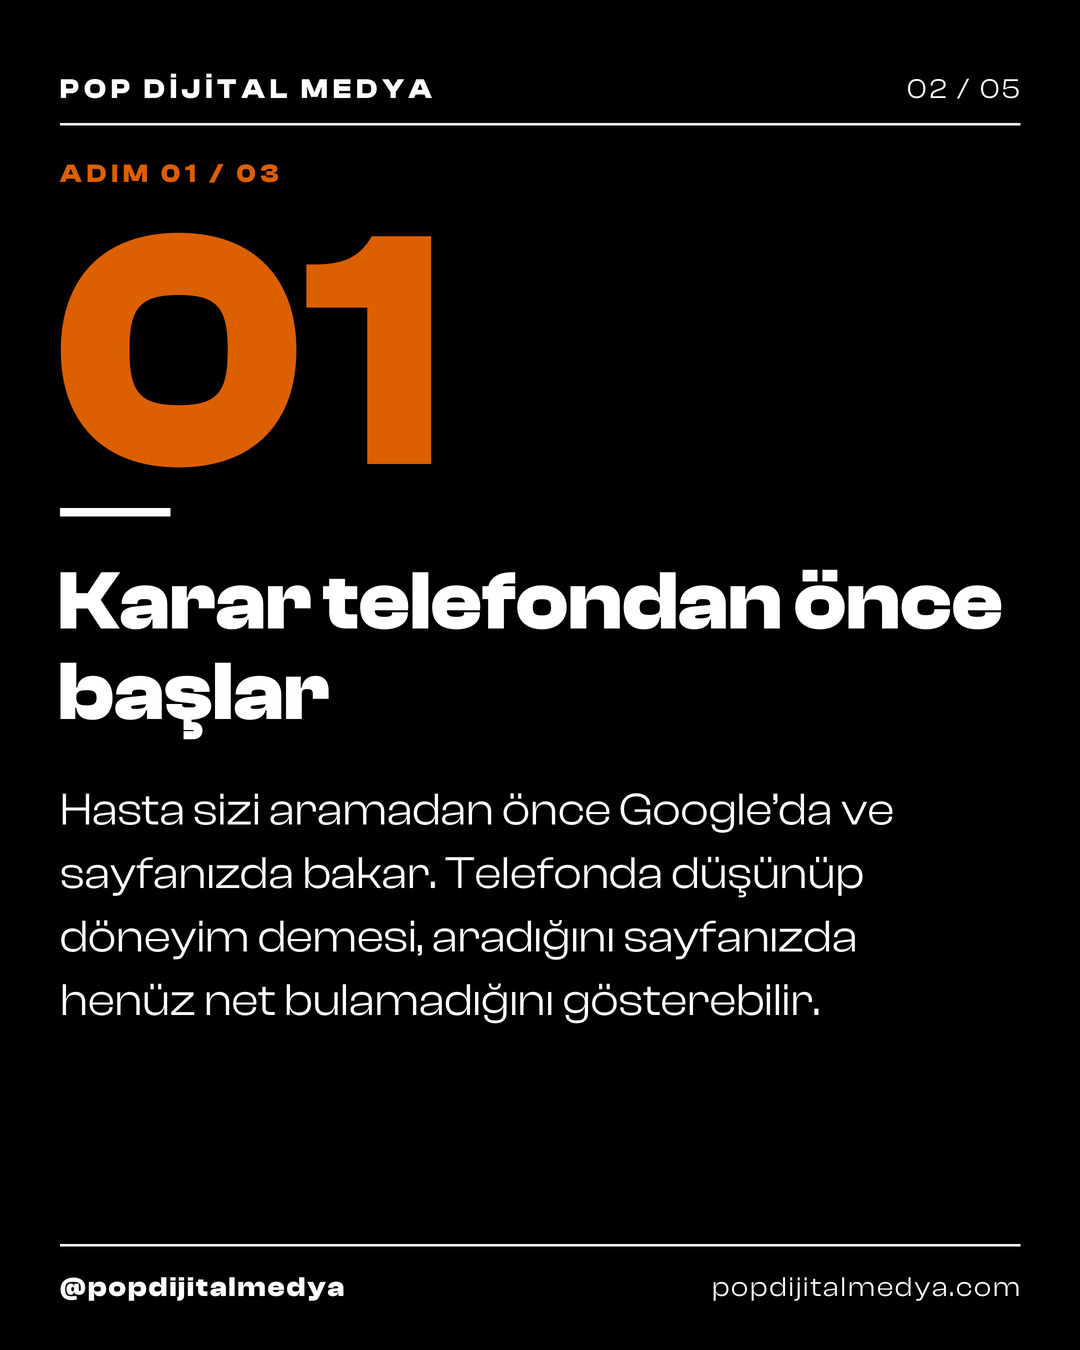 POP DİJİTAL MEDYA
02 / 05
ADIM 01 / 03
01
Karar telefondan önce
başlar
Hasta sizi aramadan önce Google’da ve
sayfanızda bakar. Telefonda düşünüp
döneyim demesi, aradığını sayfanızda
henüz net bulamadığını gösterebilir.
@popdijitalmedya
popdijitalmedya.com